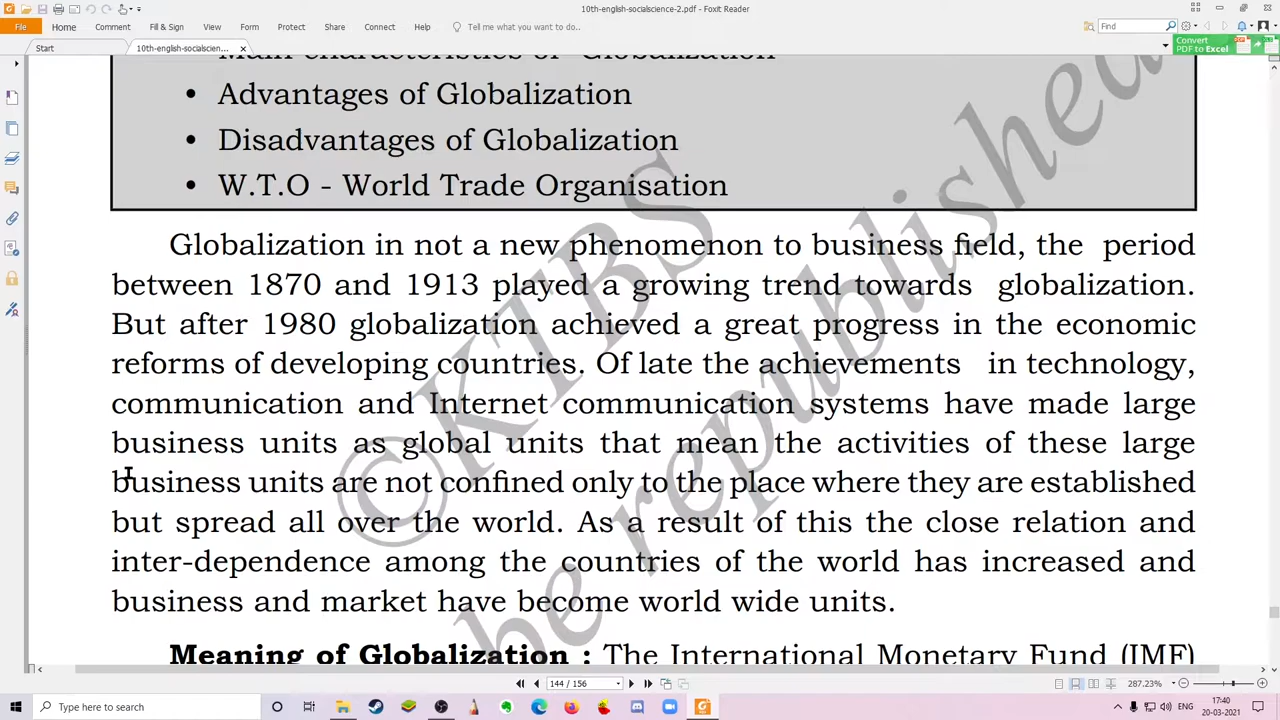 10th-english-socialscience-2.pdf - Foxit Reader
File Home Comment Fill & Sign View Form Protect Share Connect Help Tell me what you want to do... Find
Start 10th-english-socialscien... Convert PDF to Excel
• Advantages of Globalization
• Disadvantages of Globalization
• W.T.O - World Trade Organisation
Globalization in not a new phenomenon to business field, the period
between 1870 and 1913 played a growing trend towards globalization.
But after 1980 globalization achieved a great progress in the economic
reforms of developing countries. Of late the achievements in technology,
communication and Internet communication systems have made large
business units as global units that mean the activities of these large
business units are not confined only to the place where they are established
but spread all over the world. As a result of this the close relation and
inter-dependence among the countries of the world has increased and
business and market have become world wide units.
Meaning of Globalization : The International Monetary Fund (IMF)
©KTBS
be republished
144 / 156 287.23%
Type here to search ENG 17:40
20-03-2021